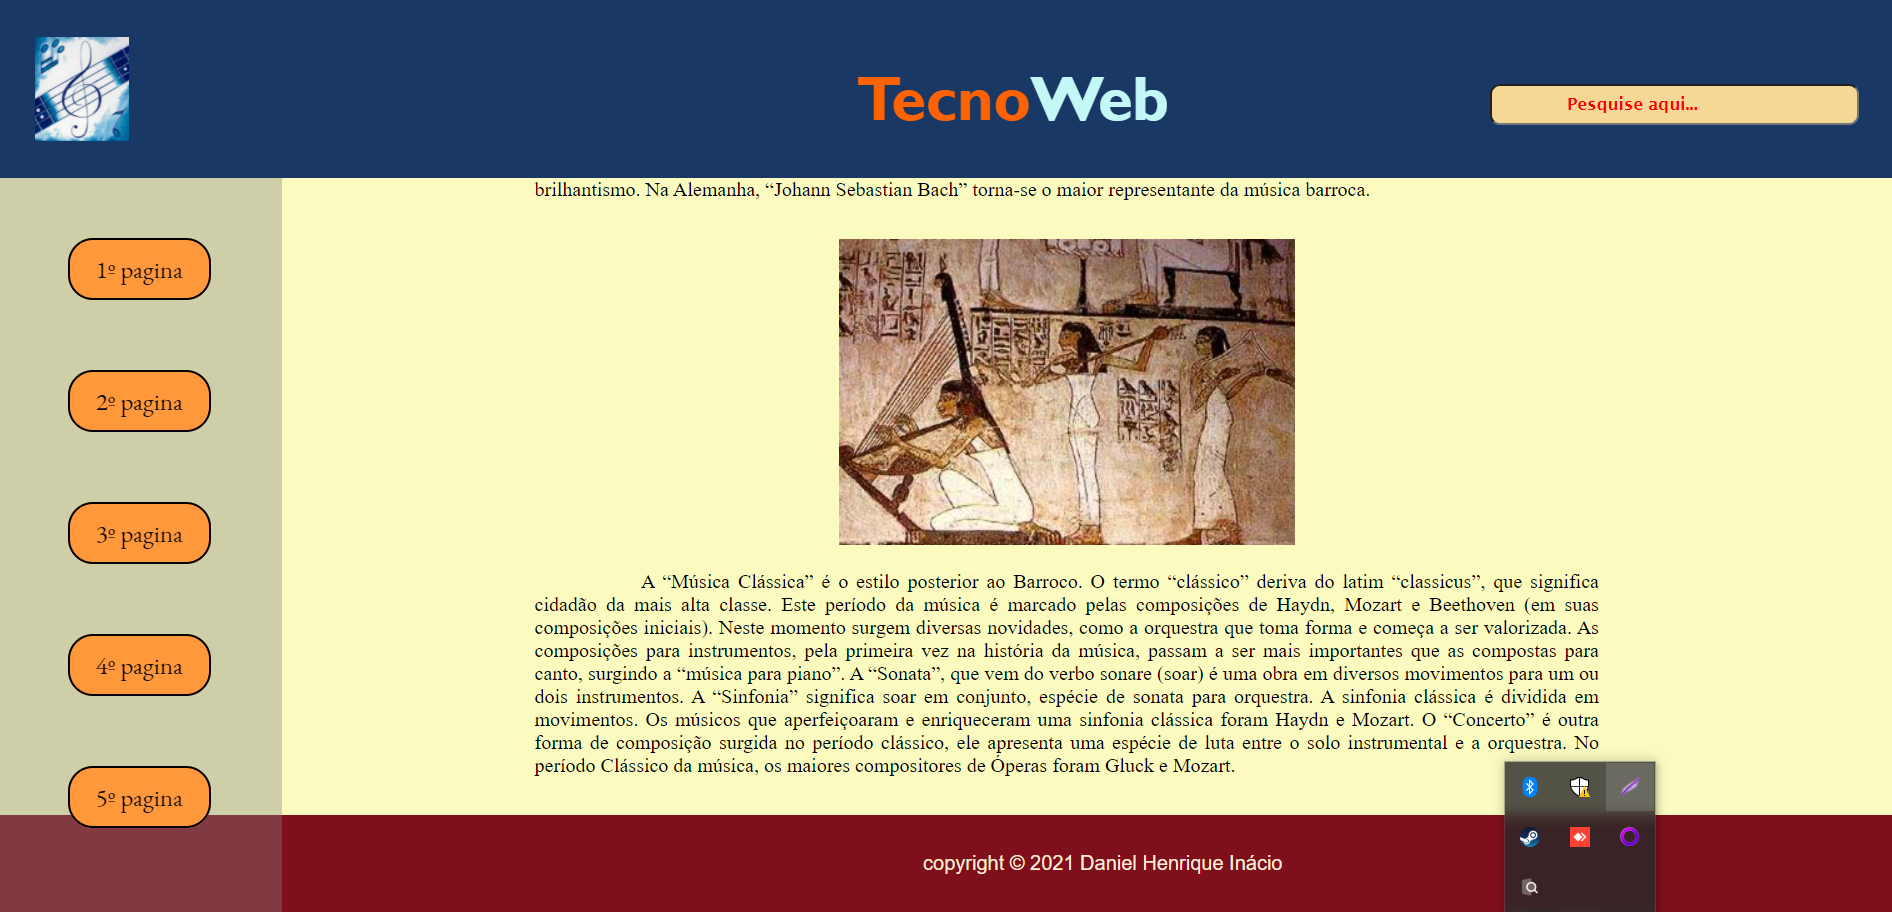 TecnoWeb
Pesquise aqui...
1º pagina
2º pagina
3º pagina
4º pagina
5º pagina
brilhantismo. Na Alemanha, “Johann Sebastian Bach” torna-se o maior representante da música barroca.
A “Música Clássica” é o estilo posterior ao Barroco. O termo “clássico” deriva do latim “classicus”, que significa
cidadão da mais alta classe. Este período da música é marcado pelas composições de Haydn, Mozart e Beethoven (em suas
composições iniciais). Neste momento surgem diversas novidades, como a orquestra que toma forma e começa a ser valorizada. As
composições para instrumentos, pela primeira vez na história da música, passam a ser mais importantes que as compostas para
canto, surgindo a “música para piano”. A “Sonata”, que vem do verbo sonare (soar) é uma obra em diversos movimentos para um ou
dois instrumentos. A “Sinfonia” significa soar em conjunto, espécie de sonata para orquestra. A sinfonia clássica é dividida em
movimentos. Os músicos que aperfeiçoaram e enriqueceram uma sinfonia clássica foram Haydn e Mozart. O “Concerto” é outra
forma de composição surgida no período clássico, ele apresenta uma espécie de luta entre o solo instrumental e a orquestra. No
período Clássico da música, os maiores compositores de Óperas foram Gluck e Mozart.
copyright © 2021 Daniel Henrique Inácio